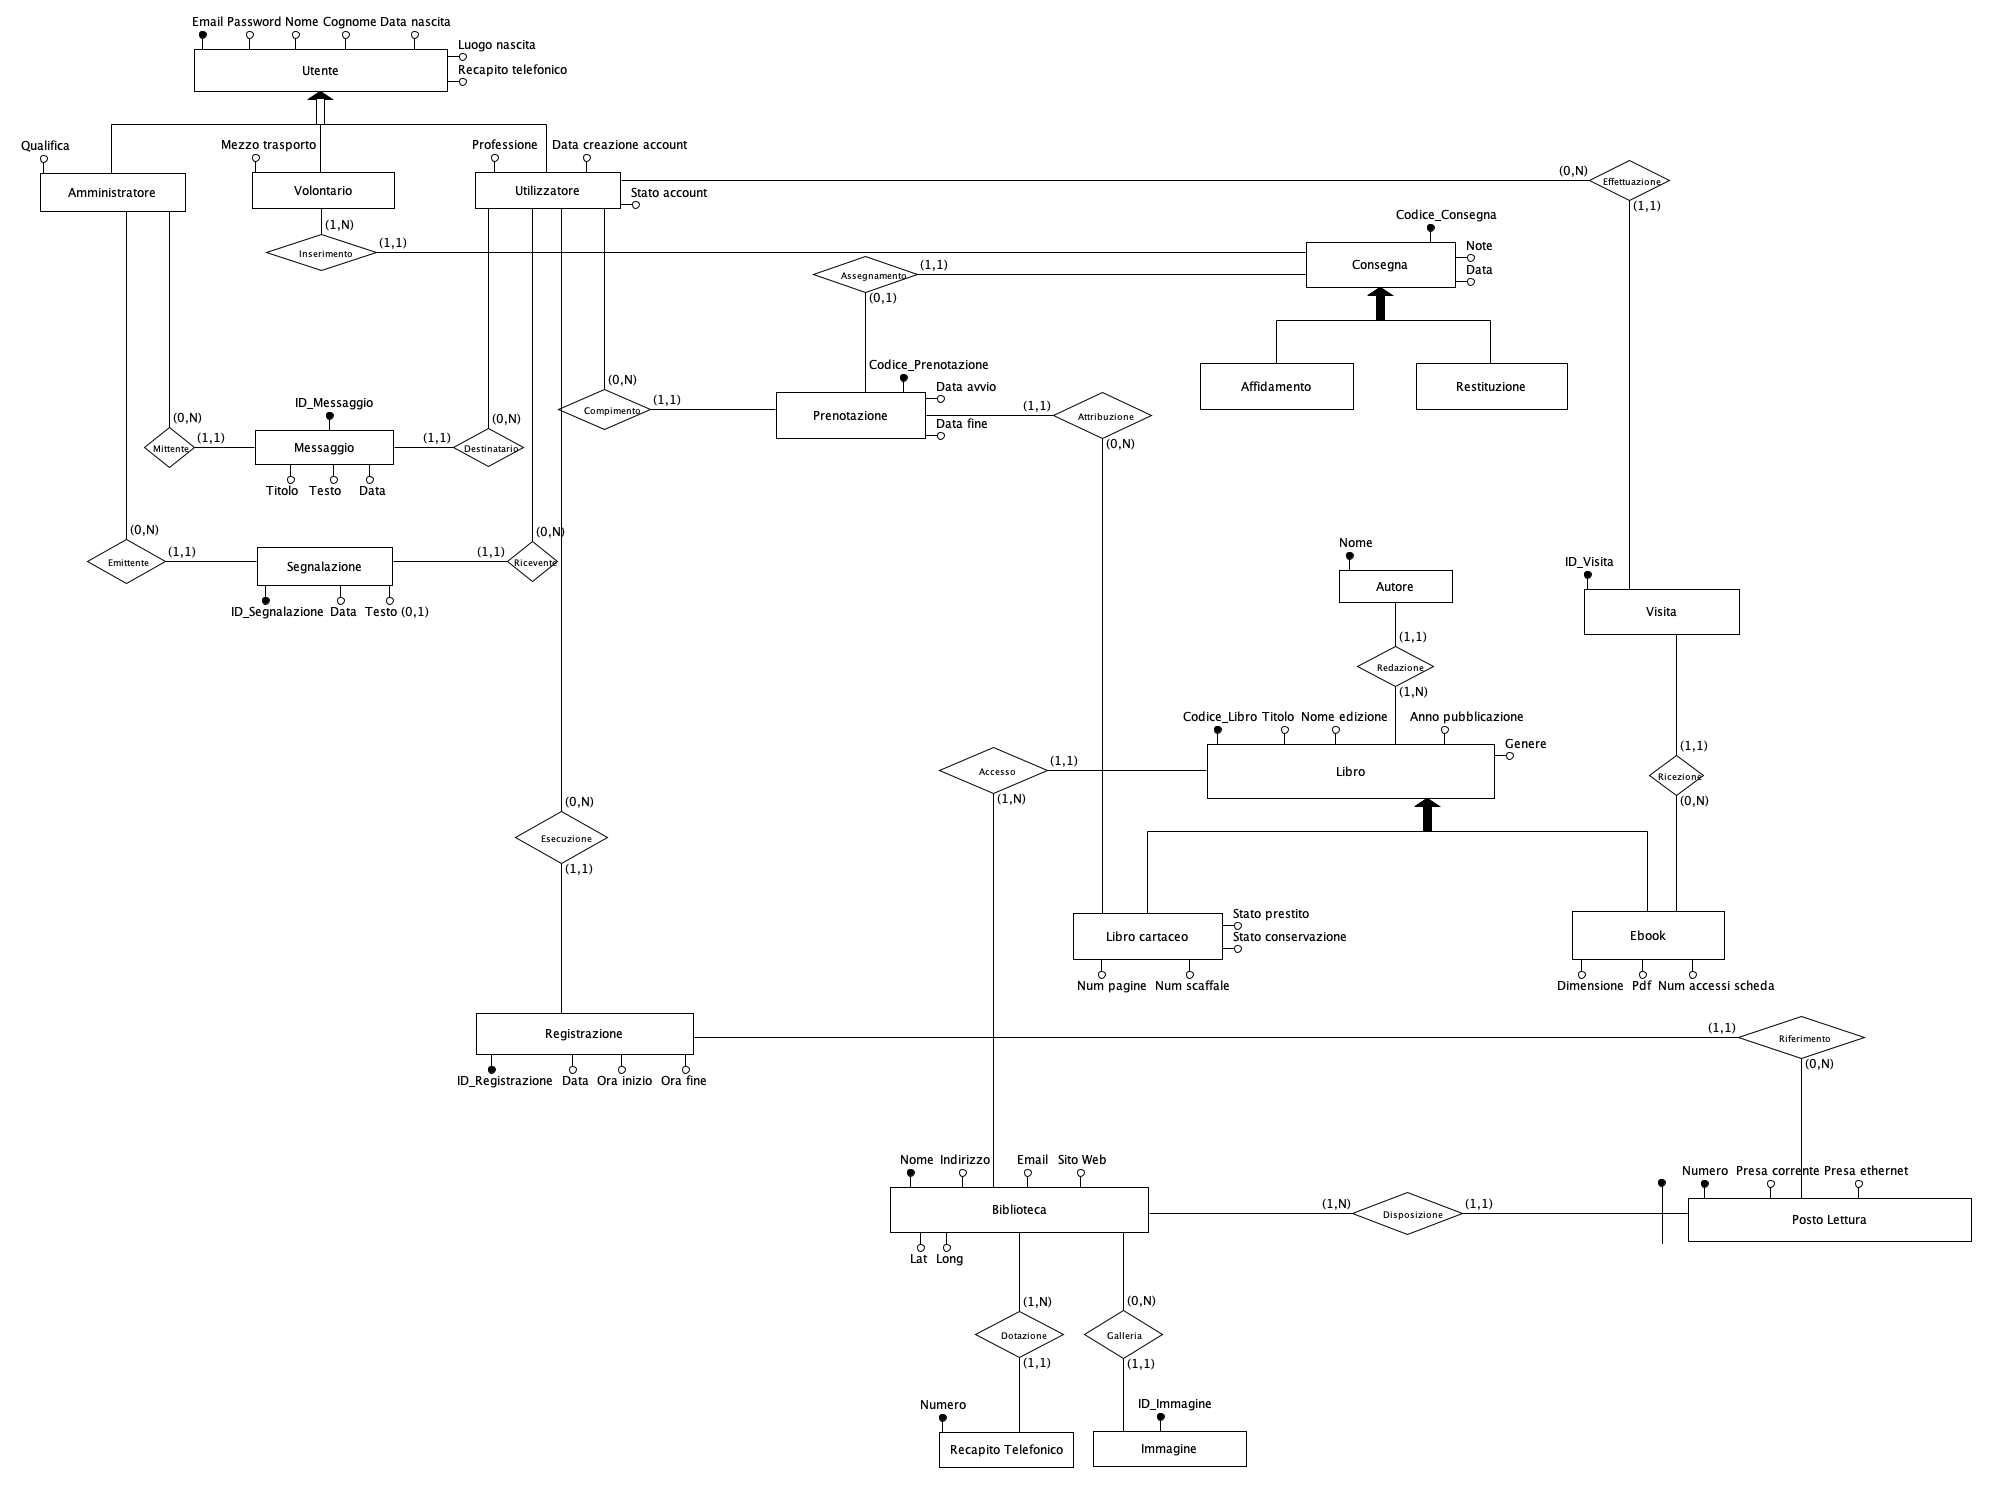 Email Password Nome Cognome Data nascita
Luogo nascita
Utente
Recapito telefonico
Qualifica
Mezzo trasporto
Professione
Data creazione account
Amministratore
Volontario
Utilizzatore
Stato account
(0,N)
Effettuazione
(1,1)
(1,N)
Inserimento
(1,1)
Codice_Consegna
Note
Consegna
Data
Assegnamento
(1,1)
(0,1)
Affidamento
Restituzione
Codice_Prenotazione
Data avvio
Prenotazione
Data fine
(0,N)
Compimento
(1,1)
(1,1)
Attribuzione
(0,N)
ID_Messaggio
(0,N)
Mittente
(1,1)
Messaggio
(1,1)
(0,N)
Destinatario
Titolo
Testo
Data
(0,N)
Emittente
(1,1)
Segnalazione
(1,1)
(0,N)
Ricevente
ID_Segnalazione
Data
Testo (0,1)
Nome
Autore
(1,1)
Redazione
(1,N)
ID_Visita
Visita
(1,1)
Ricezione
(0,N)
Codice_Libro
Titolo
Nome edizione
Anno pubblicazione
Genere
Libro
Accesso
(1,1)
(1,N)
(0,N)
Esecuzione
(1,1)
Stato prestito
Libro cartaceo
Stato conservazione
Num pagine
Num scaffale
Ebook
Dimensione
Pdf
Num accessi scheda
Registrazione
ID_Registrazione
Data
Ora inizio
Ora fine
(1,1)
Riferimento
(0,N)
Nome
Indirizzo
Email
Sito Web
Biblioteca
Lat
Long
(1,N)
Disposizione
(1,1)
Numero
Presa corrente
Presa ethernet
Posto Lettura
(1,N)
Dotazione
(1,1)
(0,N)
Galleria
(1,1)
Numero
Recapito Telefonico
ID_Immagine
Immagine